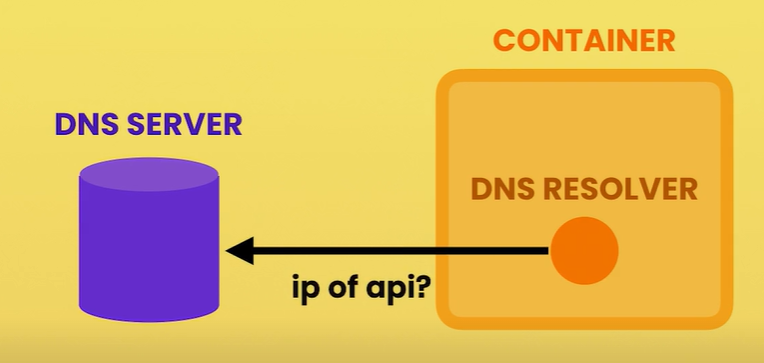 CONTAINER
DNS SERVER
DNS RESOLVER
ip of api?